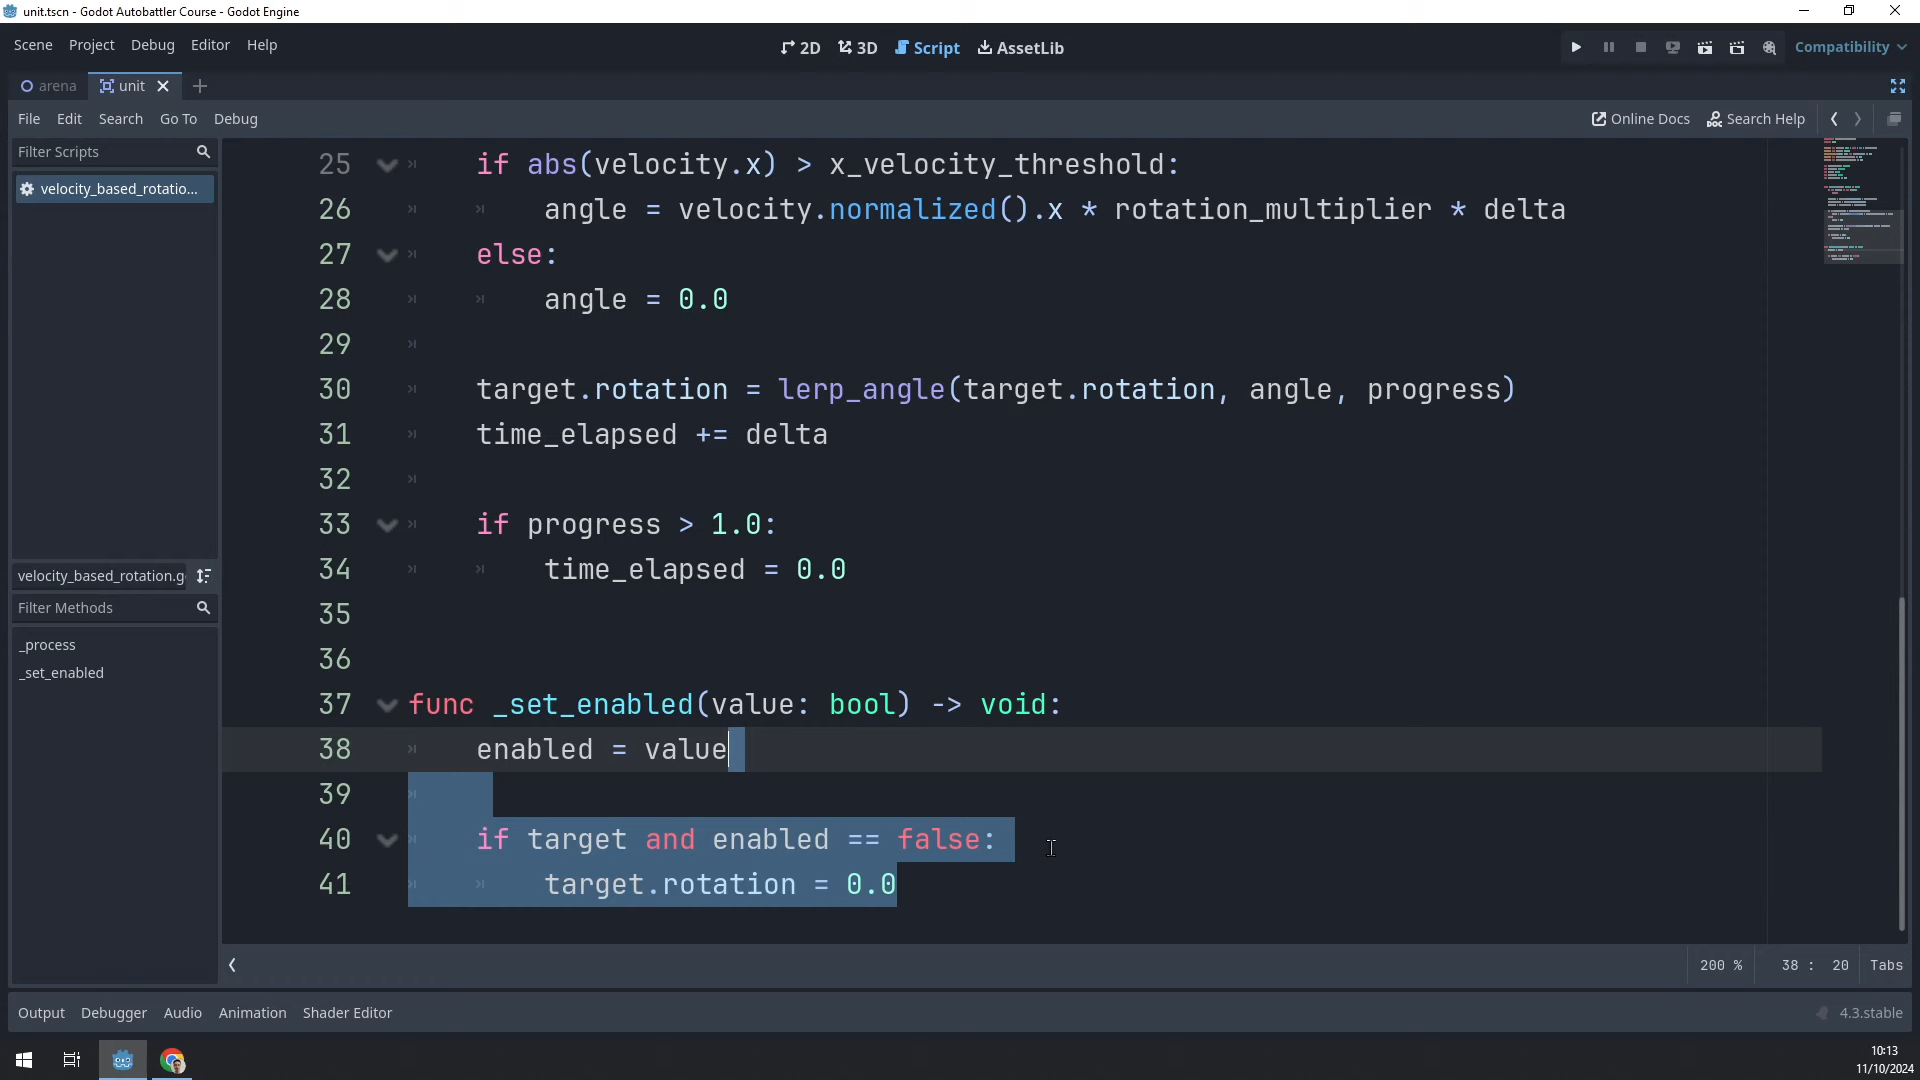 unit.tscn - Godot Autobattler Course - Godot Engine
Scene Project Debug Editor Help
2D 3D Script AssetLib
Compatibility
arena unit
File Edit Search Go To Debug
Online Docs Search Help
Filter Scripts
velocity_based_rotatio...
velocity_based_rotation.g
Filter Methods
_process
_set_enabled
25 if abs(velocity.x) > x_velocity_threshold:
26 angle = velocity.normalized().x * rotation_multiplier * delta
27 else:
28 angle = 0.0
29
30 target.rotation = lerp_angle(target.rotation, angle, progress)
31 time_elapsed += delta
32
33 if progress > 1.0:
34 time_elapsed = 0.0
35
36
37 func _set_enabled(value: bool) -> void:
38 enabled = value
39
40 if target and enabled == false:
41 target.rotation = 0.0
200 % 38 : 20 Tabs
Output Debugger Audio Animation Shader Editor
4.3.stable
10:13
11/10/2024